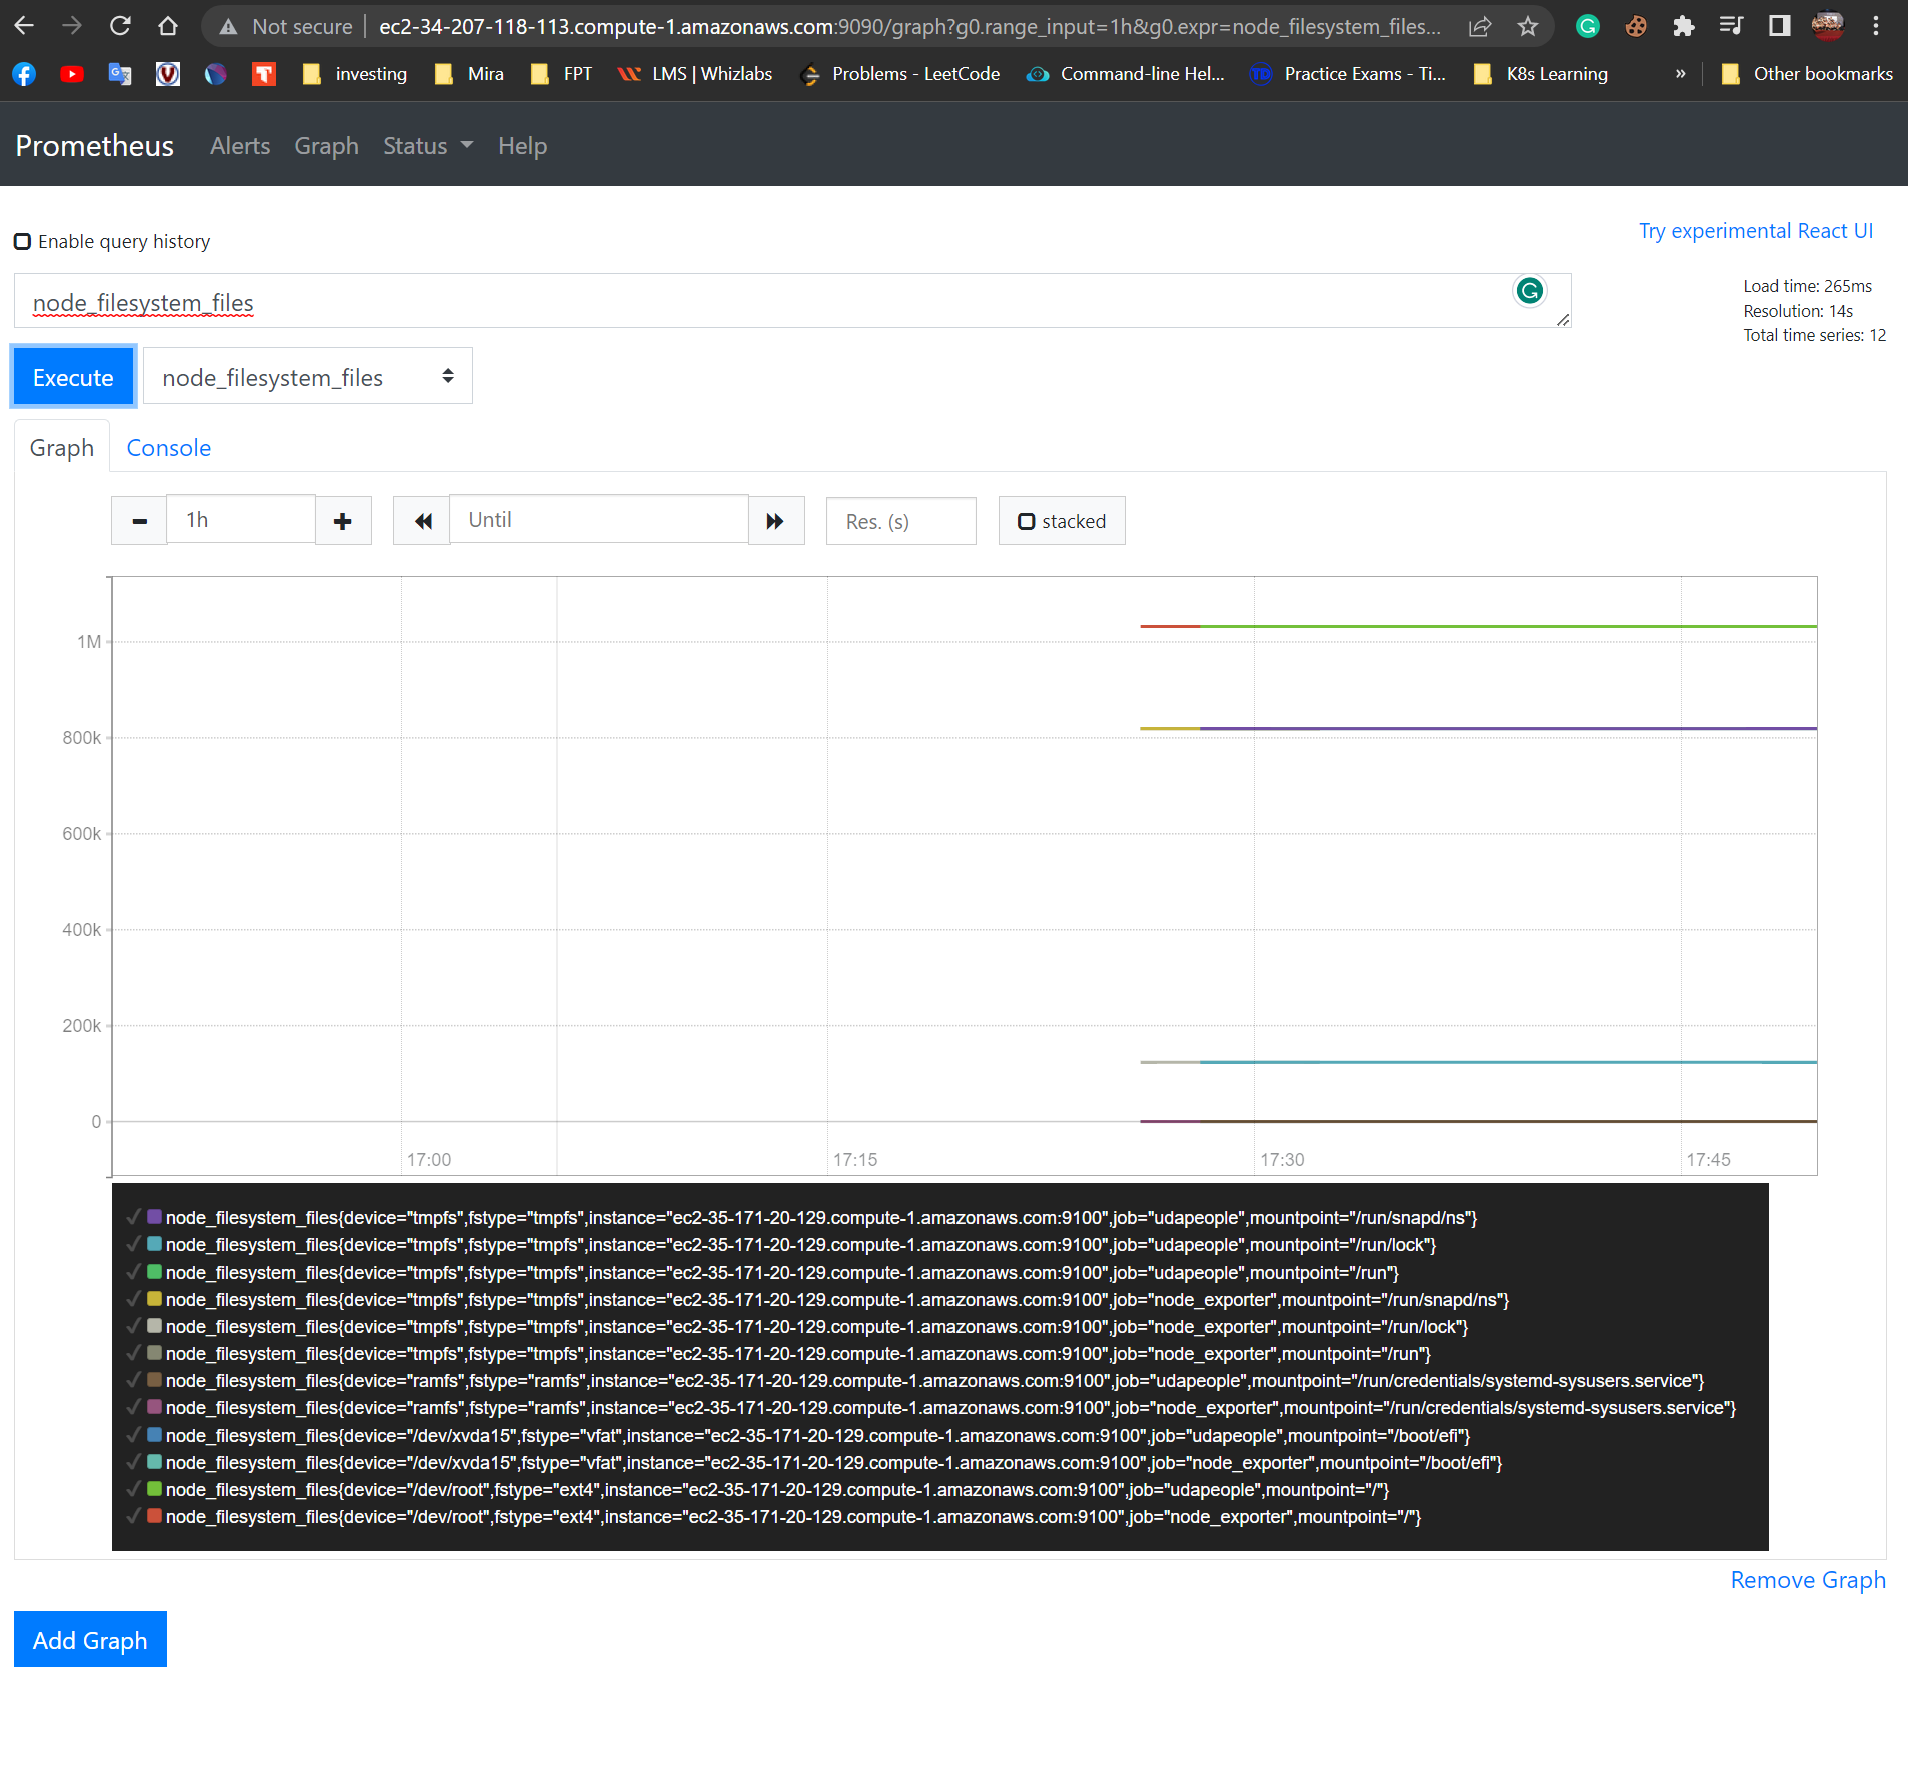 Not secure ec2-34-207-118-113.compute-1.amazonaws.com:9090/graph?g0.range_input=1h&g0.expr=node_filesystem_files...
investing Mira FPT LMS | Whizlabs Problems - LeetCode Command-line Hel... Practice Exams - Ti... K8s Learning » Other bookmarks
Prometheus Alerts Graph Status Help
Try experimental React UI
Enable query history
node_filesystem_files
Load time: 265ms
Resolution: 14s
Total time series: 12
Execute node_filesystem_files
Graph Console
1h Until Res. (s) stacked
1M
800k
600k
400k
200k
0
17:00 17:15 17:30 17:45
node_filesystem_files{device="tmpfs",fstype="tmpfs",instance="ec2-35-171-20-129.compute-1.amazonaws.com:9100",job="udapeople",mountpoint="/run/snapd/ns"}
node_filesystem_files{device="tmpfs",fstype="tmpfs",instance="ec2-35-171-20-129.compute-1.amazonaws.com:9100",job="udapeople",mountpoint="/run/lock"}
node_filesystem_files{device="tmpfs",fstype="tmpfs",instance="ec2-35-171-20-129.compute-1.amazonaws.com:9100",job="udapeople",mountpoint="/run"}
node_filesystem_files{device="tmpfs",fstype="tmpfs",instance="ec2-35-171-20-129.compute-1.amazonaws.com:9100",job="node_exporter",mountpoint="/run/snapd/ns"}
node_filesystem_files{device="tmpfs",fstype="tmpfs",instance="ec2-35-171-20-129.compute-1.amazonaws.com:9100",job="node_exporter",mountpoint="/run/lock"}
node_filesystem_files{device="tmpfs",fstype="tmpfs",instance="ec2-35-171-20-129.compute-1.amazonaws.com:9100",job="node_exporter",mountpoint="/run"}
node_filesystem_files{device="ramfs",fstype="ramfs",instance="ec2-35-171-20-129.compute-1.amazonaws.com:9100",job="udapeople",mountpoint="/run/credentials/systemd-sysusers.service"}
node_filesystem_files{device="ramfs",fstype="ramfs",instance="ec2-35-171-20-129.compute-1.amazonaws.com:9100",job="node_exporter",mountpoint="/run/credentials/systemd-sysusers.service"}
node_filesystem_files{device="/dev/xvda15",fstype="vfat",instance="ec2-35-171-20-129.compute-1.amazonaws.com:9100",job="udapeople",mountpoint="/boot/efi"}
node_filesystem_files{device="/dev/xvda15",fstype="vfat",instance="ec2-35-171-20-129.compute-1.amazonaws.com:9100",job="node_exporter",mountpoint="/boot/efi"}
node_filesystem_files{device="/dev/root",fstype="ext4",instance="ec2-35-171-20-129.compute-1.amazonaws.com:9100",job="udapeople",mountpoint="/"}
node_filesystem_files{device="/dev/root",fstype="ext4",instance="ec2-35-171-20-129.compute-1.amazonaws.com:9100",job="node_exporter",mountpoint="/"}
Remove Graph
Add Graph